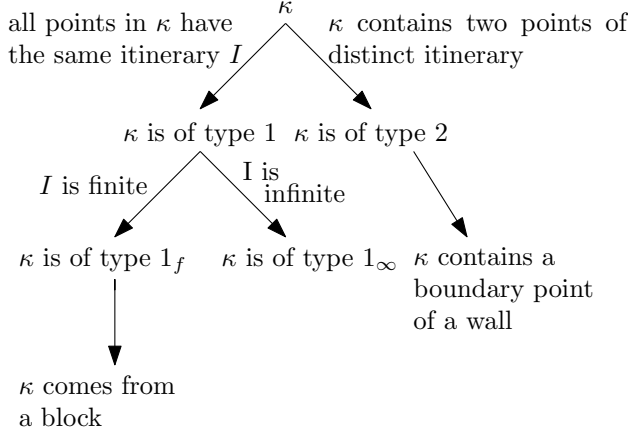 κ
all points in κ have
the same itinerary I
κ contains two points of
distinct itinerary
κ is of type 1
κ is of type 2
I is finite
I is
infinite
κ is of type 1_f
κ is of type 1_∞
κ contains a
boundary point
of a wall
κ comes from
a block